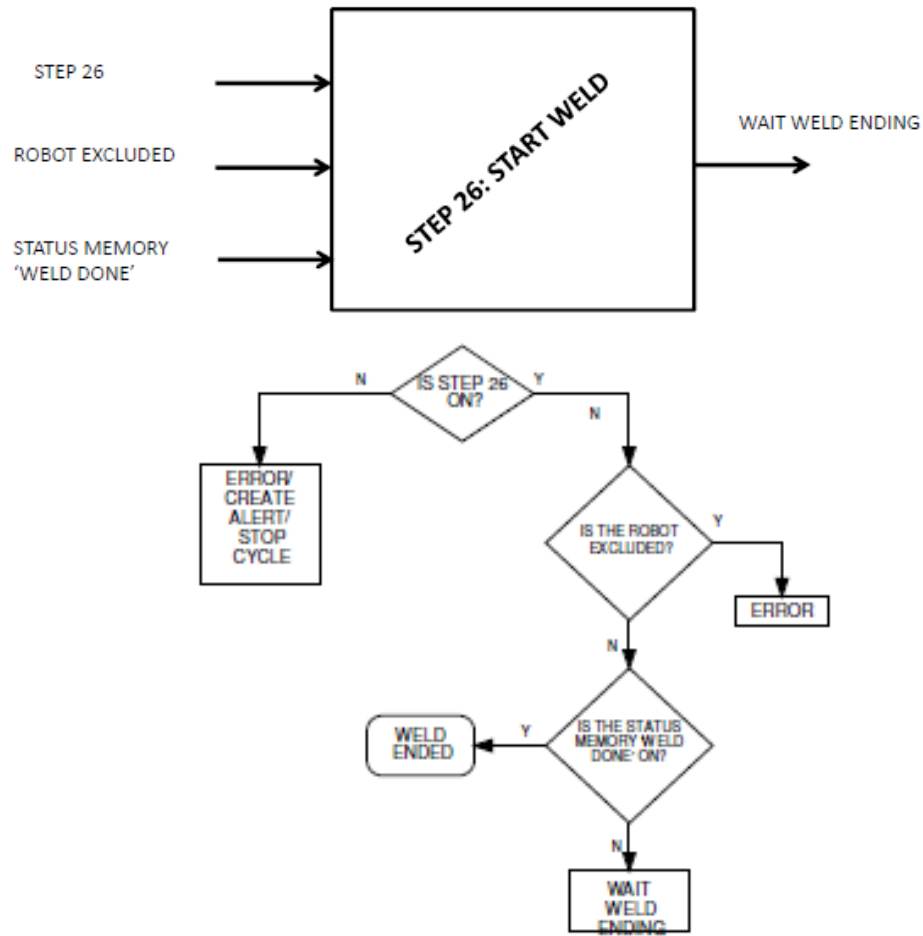 STEP 26
ROBOT EXCLUDED
STATUS MEMORY
‘WELD DONE’
STEP 26: START WELD
WAIT WELD ENDING
N
IS STEP 26
ON?
Y
N
ERROR/
CREATE
ALERT/
STOP
CYCLE
IS THE ROBOT
EXCLUDED?
Y
ERROR
N
WELD
ENDED
Y
IS THE STATUS
MEMORY 'WELD
DONE' ON?
N
WAIT
WELD
ENDING